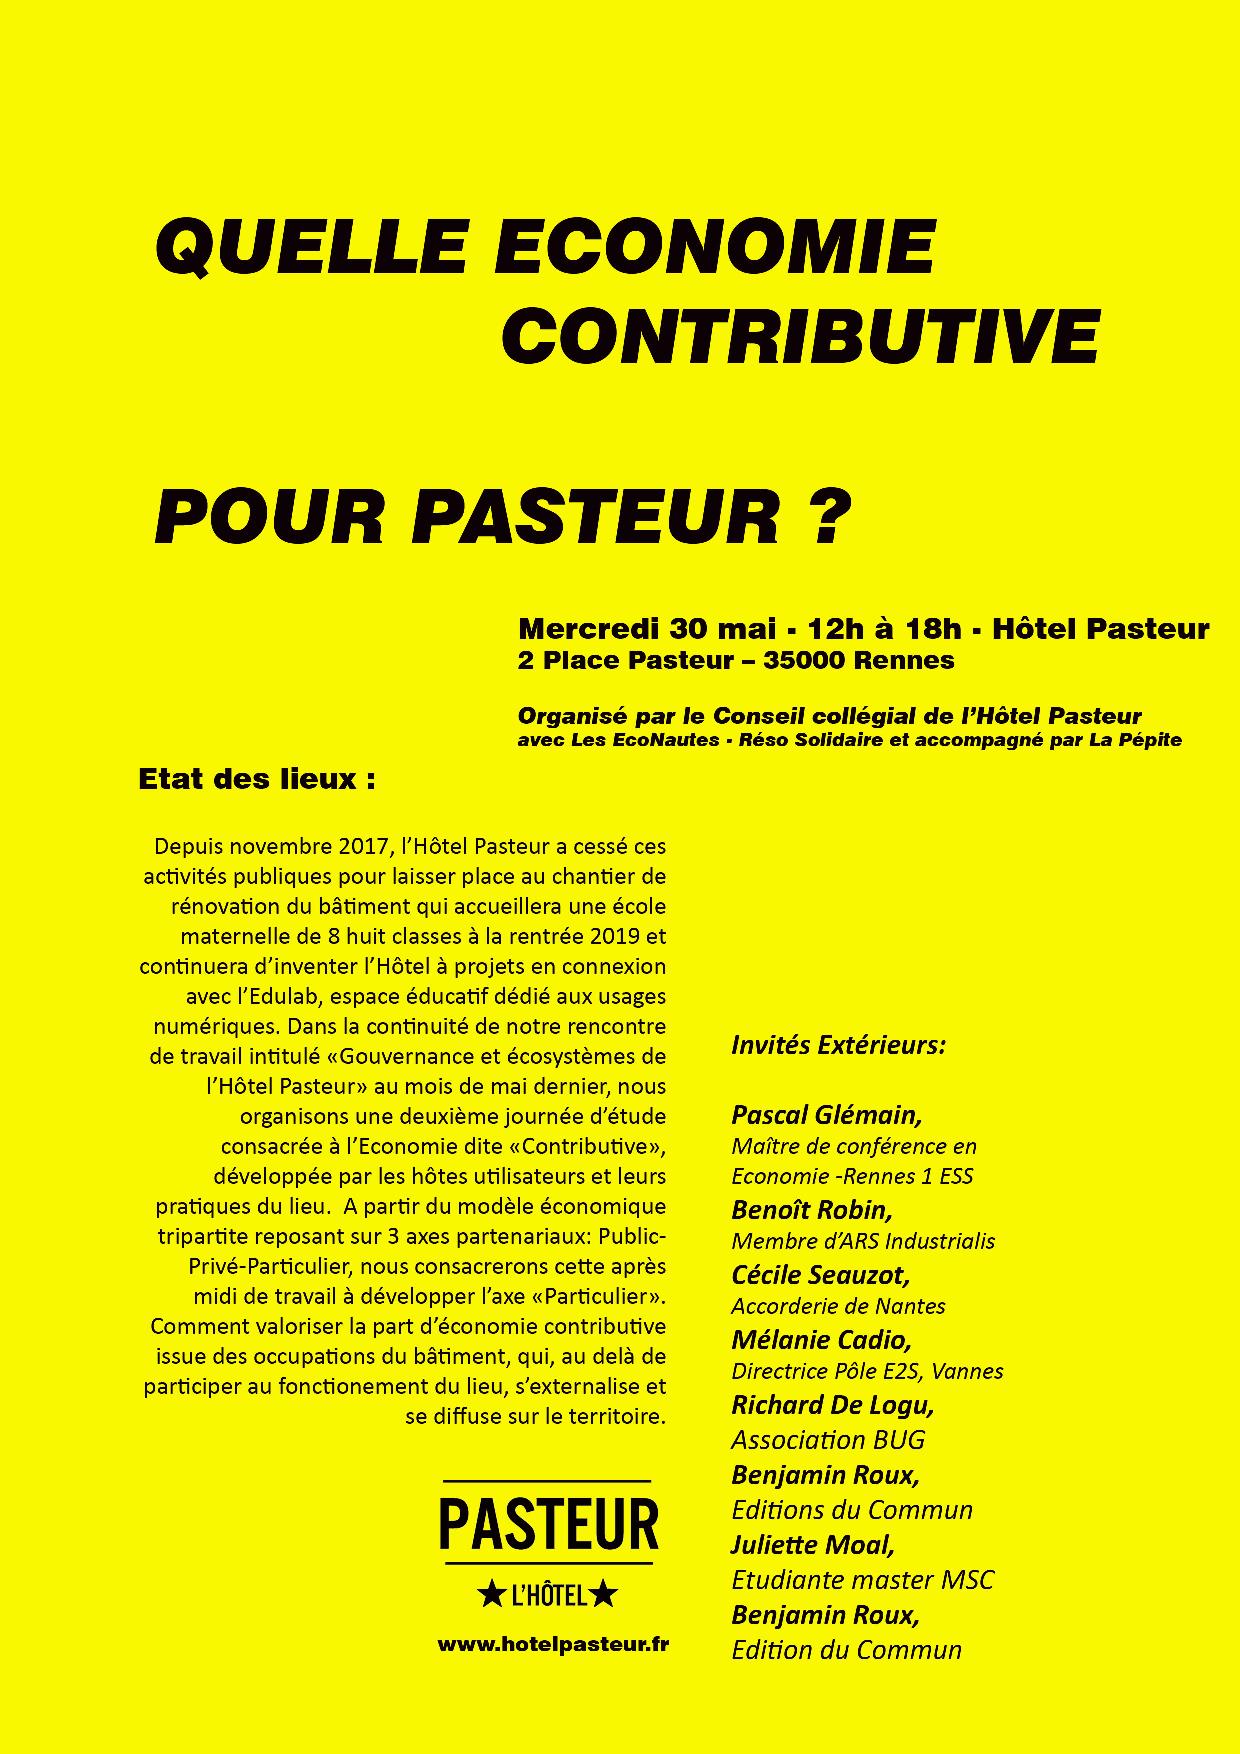 QUELLE ECONOMIE
CONTRIBUTIVE
POUR PASTEUR ?
Mercredi 30 mai - 12h à 18h - Hôtel Pasteur
2 Place Pasteur – 35000 Rennes
Organisé par le Conseil collégial de l’Hôtel Pasteur
avec Les EcoNautes - Réso Solidaire et accompagné par La Pépite
Etat des lieux :
Depuis novembre 2017, l’Hôtel Pasteur a cessé ces
activités publiques pour laisser place au chantier de
rénovation du bâtiment qui accueillera une école
maternelle de 8 huit classes à la rentrée 2019 et
continuera d’inventer l’Hôtel à projets en connexion
avec l’Edulab, espace éducatif dédié aux usages
numériques. Dans la continuité de notre rencontre
de travail intitulé «Gouvernance et écosystèmes de
l’Hôtel Pasteur» au mois de mai dernier, nous
organisons une deuxième journée d’étude
consacrée à l’Economie dite «Contributive»,
développée par les hôtes utilisateurs et leurs
pratiques du lieu.  A partir du modèle économique
tripartite reposant sur 3 axes partenariaux: Public-
Privé-Particulier, nous consacrerons cette après
midi de travail à développer l’axe «Particulier».
Comment valoriser la part d’économie contributive
issue des occupations du bâtiment, qui, au delà de
participer au fonctionement du lieu, s’externalise et
se diffuse sur le territoire.
PASTEUR
L’HÔTEL
www.hotelpasteur.fr
Invités Extérieurs:
Pascal Glémain,
Maître de conférence en
Economie -Rennes 1 ESS
Benoît Robin,
Membre d’ARS Industrialis
Cécile Seauzot,
Accorderie de Nantes
Mélanie Cadio,
Directrice Pôle E2S, Vannes
Richard De Logu,
Association BUG
Benjamin Roux,
Editions du Commun
Juliette Moal,
Etudiante master MSC
Benjamin Roux,
Edition du Commun